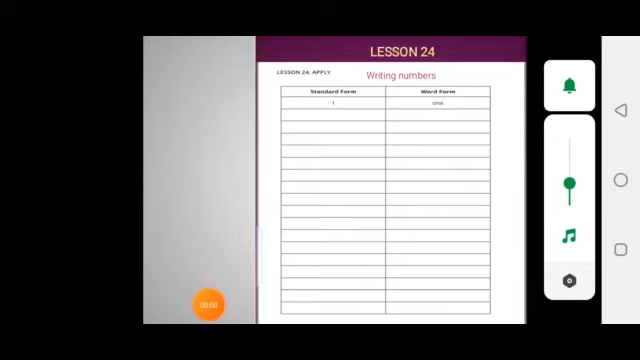 LESSON 24
LESSON 24: APPLY
Writing numbers
Standard Form Word Form
1 one
00:00